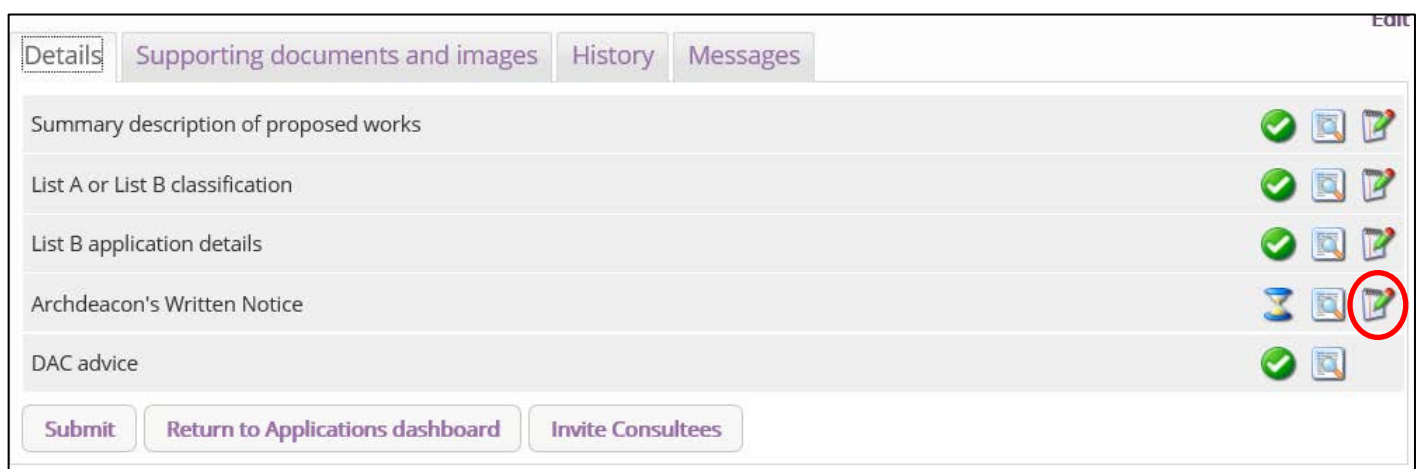 Edit
Details Supporting documents and images History Messages
Summary description of proposed works
List A or List B classification
List B application details
Archdeacon's Written Notice
DAC advice
Submit Return to Applications dashboard Invite Consultees